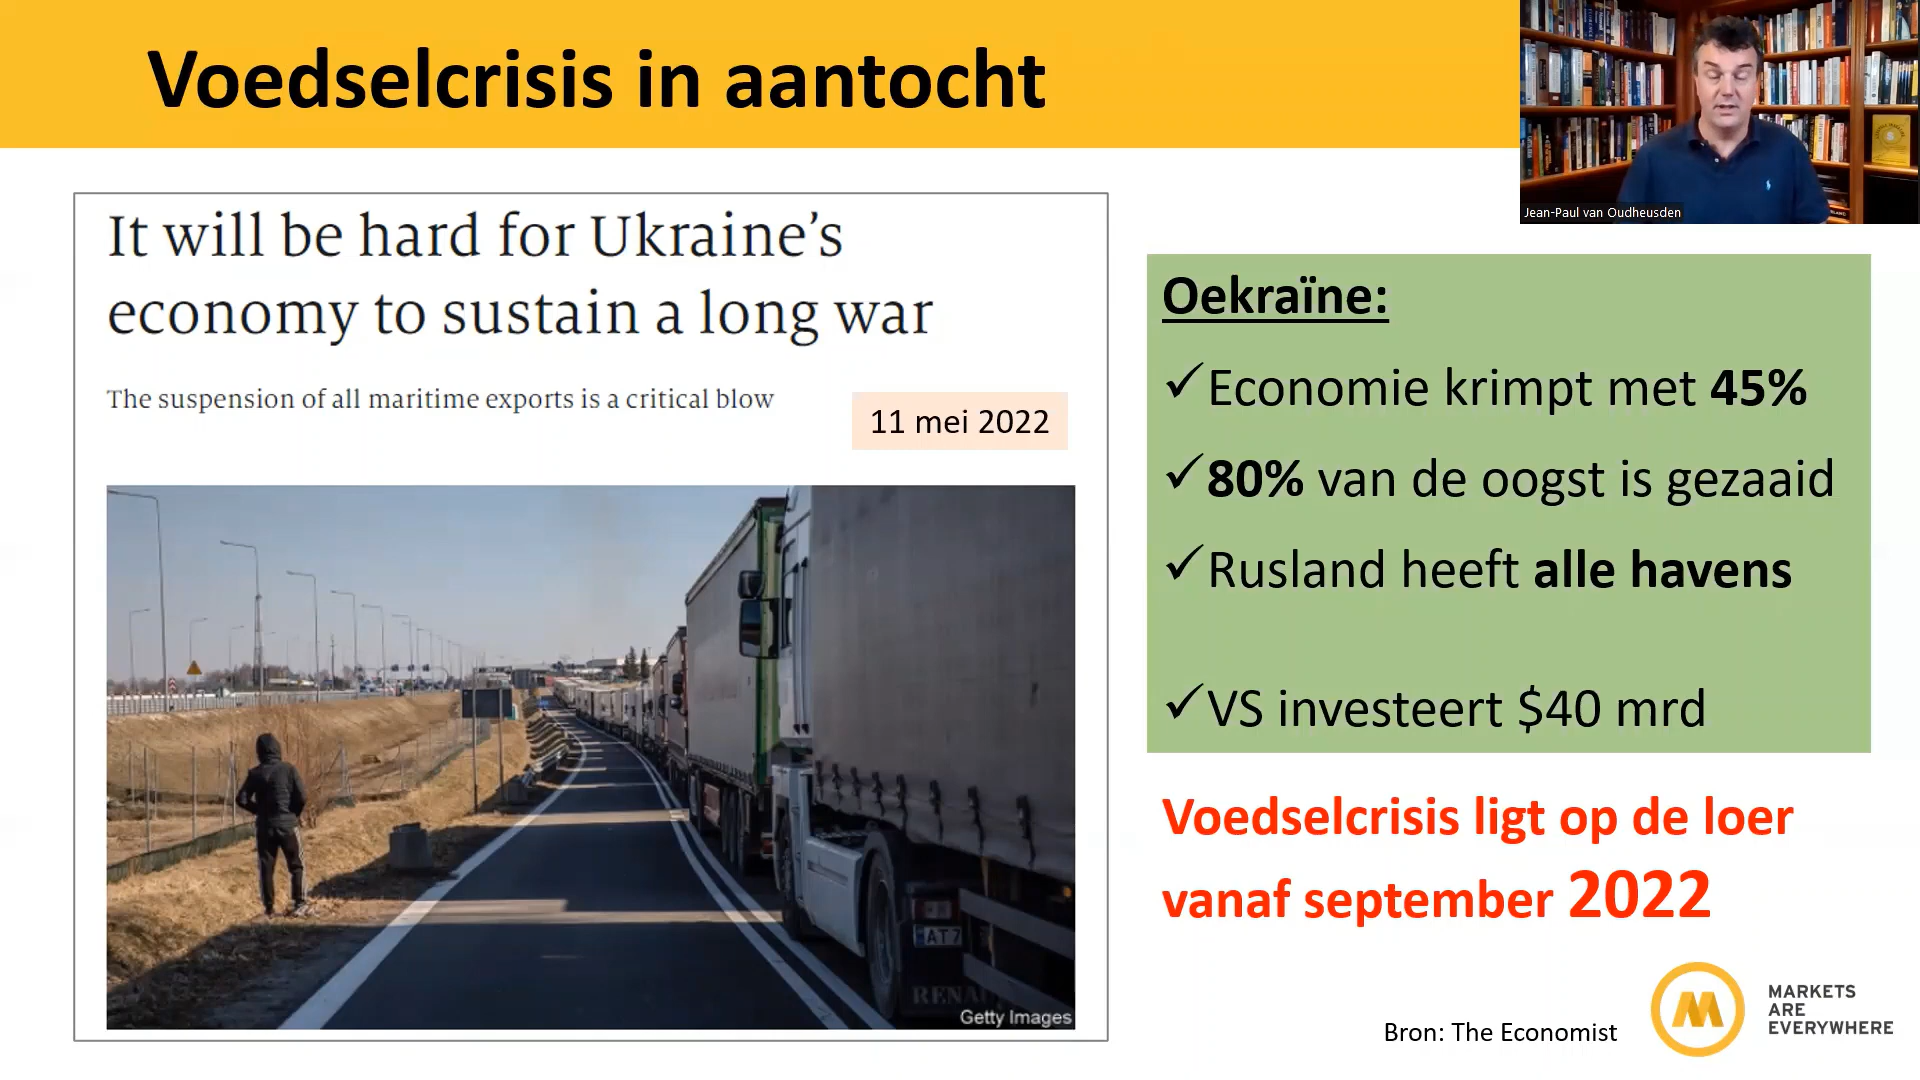 Voedselcrisis in aantocht
Jean-Paul van Oudheusden
It will be hard for Ukraine’s
economy to sustain a long war
The suspension of all maritime exports is a critical blow
11 mei 2022
AT7
Getty Images
Oekraïne:
✓Economie krimpt met 45%
✓80% van de oogst is gezaaid
✓Rusland heeft alle havens
✓VS investeert $40 mrd
Voedselcrisis ligt op de loer
vanaf september 2022
Bron: The Economist
MARKETS
ARE
EVERYWHERE